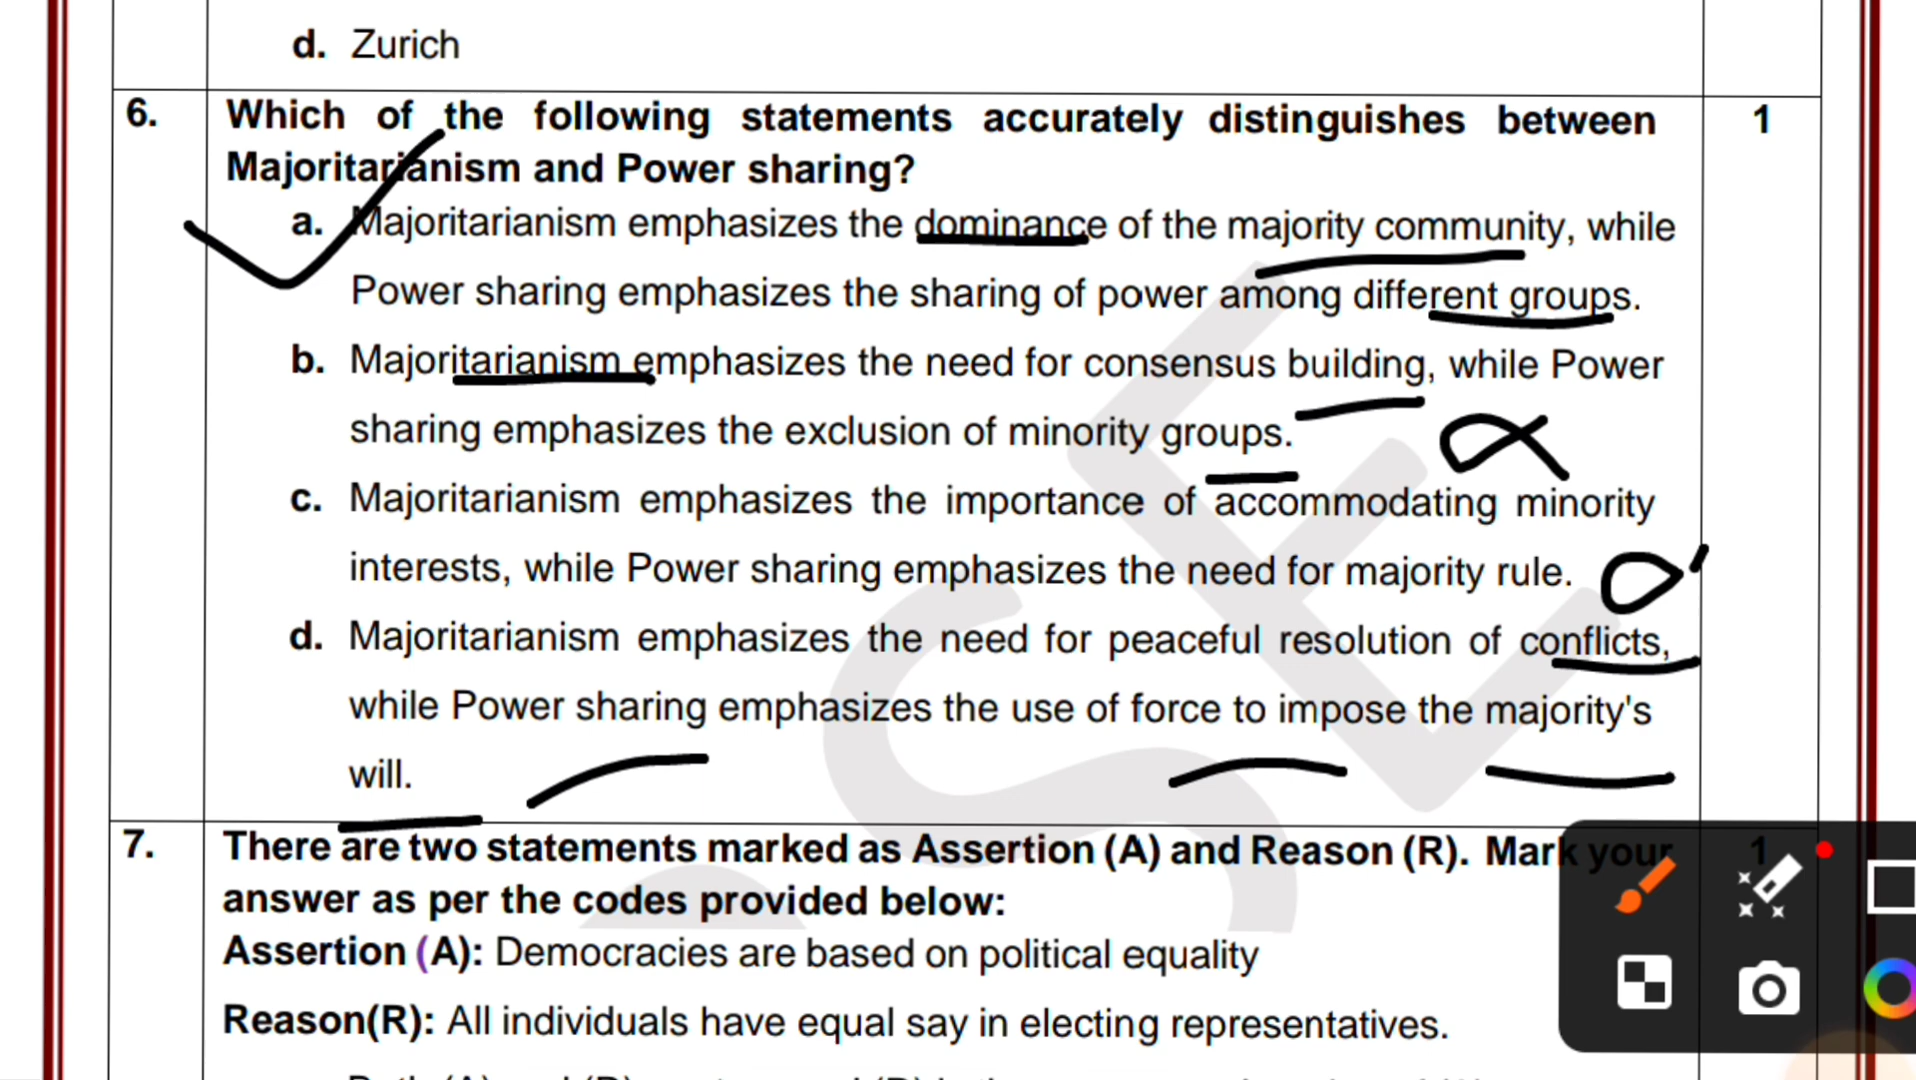 d. Zurich
6. Which of the following statements accurately distinguishes between 1
Majoritarianism and Power sharing?
a. Majoritarianism emphasizes the dominance of the majority community, while
Power sharing emphasizes the sharing of power among different groups.
b. Majoritarianism emphasizes the need for consensus building, while Power
sharing emphasizes the exclusion of minority groups.
c. Majoritarianism emphasizes the importance of accommodating minority
interests, while Power sharing emphasizes the need for majority rule.
d. Majoritarianism emphasizes the need for peaceful resolution of conflicts,
while Power sharing emphasizes the use of force to impose the majority's
will.
7. There are two statements marked as Assertion (A) and Reason (R). Mark your 1
answer as per the codes provided below:
Assertion (A): Democracies are based on political equality
Reason(R): All individuals have equal say in electing representatives.